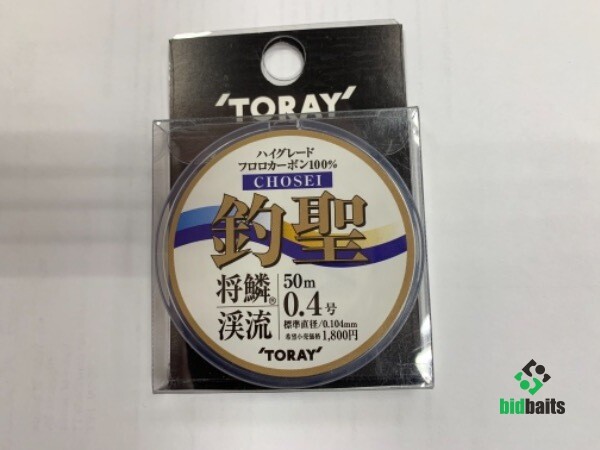 'TORAY'
ハイグレード
フロロカーボン100%
CHOSEI
釣聖
将鱗®
渓流
50m
0.4号
標準直径/0.104mm
希望小売価格 1,800円
'TORAY'
bidbaits